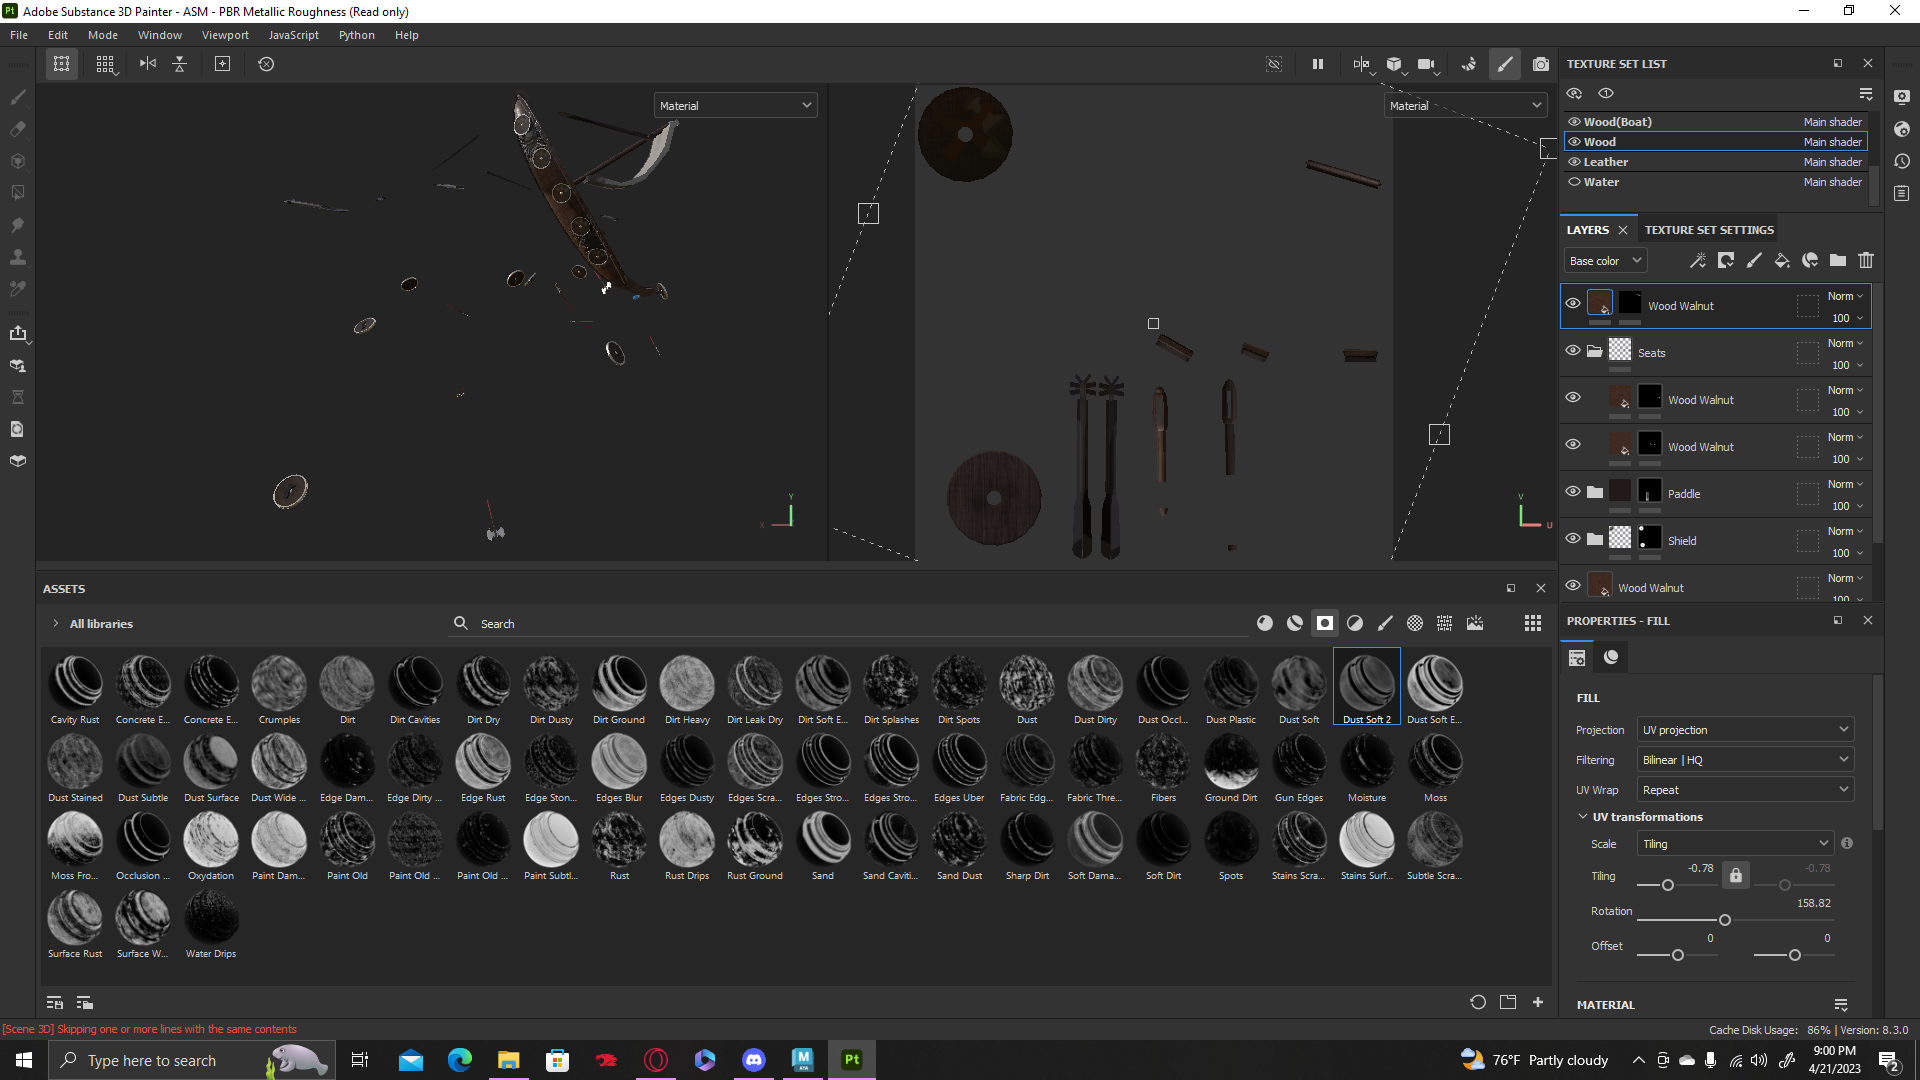 Pt Adobe Substance 3D Painter - ASM - PBR Metallic Roughness (Read only)
File Edit Mode Window Viewport JavaScript Python Help
Material
Material
Y
X
V
U
TEXTURE SET LIST
Wood(Boat) Main shader
Wood Main shader
Leather Main shader
Water Main shader
LAYERS TEXTURE SET SETTINGS
Base color
Wood Walnut Norm 100
Seats Norm 100
Wood Walnut Norm 100
Wood Walnut Norm 100
Paddle Norm 100
Shield Norm 100
Wood Walnut Norm 100
ASSETS
All libraries Search
Cavity Rust Concrete E... Concrete E... Crumples Dirt Dirt Cavities Dirt Dry Dirt Dusty Dirt Ground Dirt Heavy Dirt Leak Dry Dirt Soft E... Dirt Splashes Dirt Spots Dust Dust Dirty Dust Occl... Dust Plastic Dust Soft Dust Soft 2 Dust Soft E...
Dust Stained Dust Subtle Dust Surface Dust Wide ... Edge Dam... Edge Dirty ... Edge Rust Edge Ston... Edges Blur Edges Dusty Edges Scra... Edges Stro... Edges Stro... Edges Uber Fabric Edg... Fabric Thre... Fibers Ground Dirt Gun Edges Moisture Moss
Moss Fro... Occlusion ... Oxydation Paint Dam... Paint Old Paint Old ... Paint Old ... Paint Subtl... Rust Rust Drips Rust Ground Sand Sand Caviti... Sand Dust Sharp Dirt Soft Dama... Soft Dirt Spots Stains Scra... Stains Surf... Subtle Scra...
Surface Rust Surface W... Water Drips
PROPERTIES - FILL
FILL
Projection UV projection
Filtering Bilinear | HQ
UV Wrap Repeat
UV transformations
Scale Tiling
Tiling -0.78 -0.78
Rotation 158.82
Offset 0 0
MATERIAL
[Scene 3D] Skipping one or more lines with the same contents
Cache Disk Usage: 86% | Version: 8.3.0
Type here to search
M
AYA
Pt
76°F Partly cloudy
9:00 PM
4/21/2023
2